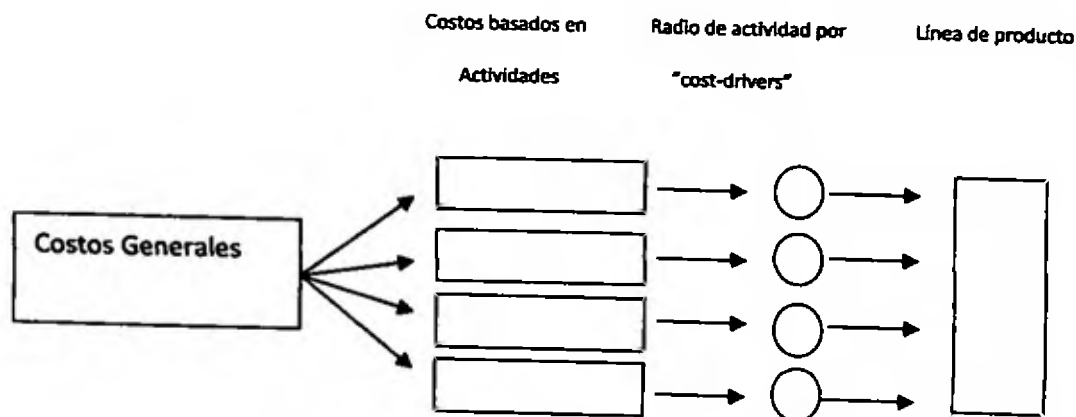 Costos basados en
Actividades
Radio de actividad por
"cost-drivers"
Línea de producto
Costos Generales